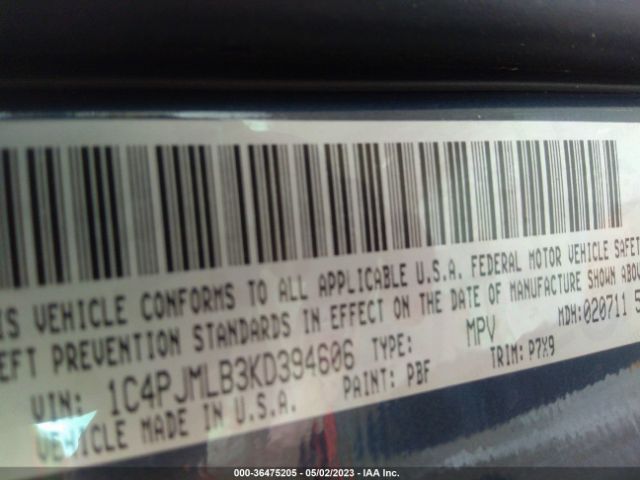 IS VEHICLE CONFORMS TO ALL APPLICABLE U.S.A. FEDERAL MOTOR VEHICLE SAFET
EFT PREVENTION STANDARDS IN EFFECT ON THE DATE OF MANUFACTURE SHOWN ABO
VIN: 1C4PJMLB3KD394606 TYPE: MPV MDH:020711 5
VEHICLE MADE IN U.S.A. PAINT: PBF TRIM: P7X9
000-36475205 - 05/02/2023 - IAA Inc.